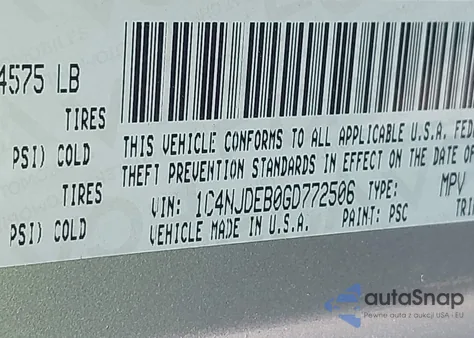 4575 LB
TIRES
PSI) COLD
TIRES
PSI) COLD
THIS VEHICLE CONFORMS TO ALL APPLICABLE U.S.A. FED
THEFT PREVENTION STANDARDS IN EFFECT ON THE DATE OF
VIN: 1C4NJDEB0GD772506 TYPE: MPV
VEHICLE MADE IN U.S.A. PAINT: PSC TRI
autoSnap
Pewne auta z aukcji USA i EU